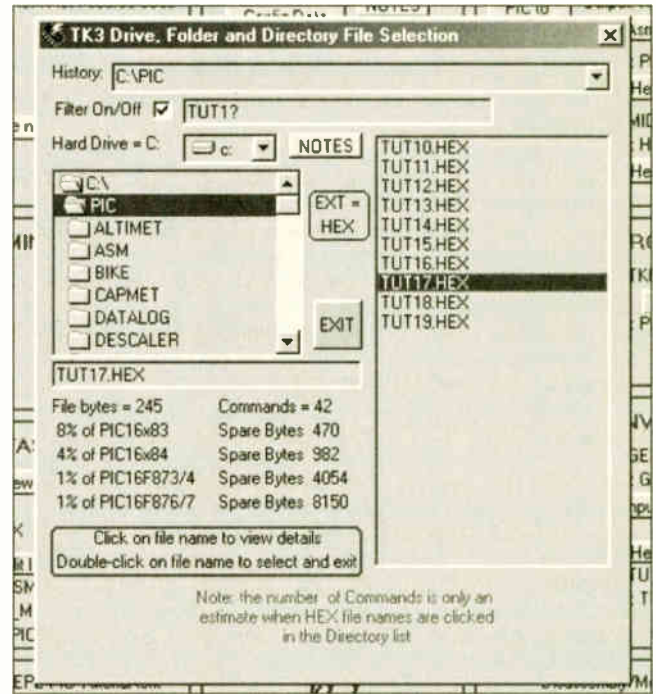 TK3 Drive, Folder and Directory File Selection
History: C:\PIC
Filter On/Off TUT1?
Hard Drive = C: c: NOTES
C:\
PIC
ALTIMET
ASM
BIKE
CAPMET
DATALOG
DESCALER
EXT =
HEX
EXIT
TUT10.HEX
TUT11.HEX
TUT12.HEX
TUT13.HEX
TUT14.HEX
TUT15.HEX
TUT16.HEX
TUT17.HEX
TUT18.HEX
TUT19.HEX
TUT17.HEX
File bytes = 245 Commands = 42
8% of PIC16x83 Spare Bytes 470
4% of PIC16x84 Spare Bytes 982
1% of PIC16F873/4 Spare Bytes 4054
1% of PIC16F876/7 Spare Bytes 8150
Click on file name to view details
Double-click on file name to select and exit
Note: the number of Commands is only an
estimate when HEX file names are clicked
in the Directory list